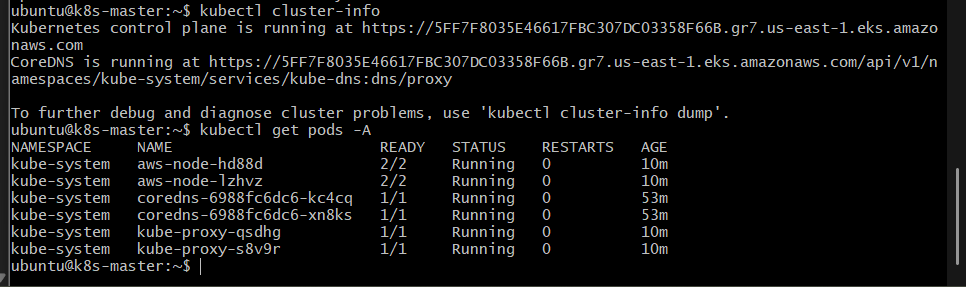 ubuntu@k8s-master:~$ kubectl cluster-info
Kubernetes control plane is running at https://5FF7F8035E46617FBC307DC03358F66B.gr7.us-east-1.eks.amazo
naws.com
CoreDNS is running at https://5FF7F8035E46617FBC307DC03358F66B.gr7.us-east-1.eks.amazonaws.com/api/v1/n
amespaces/kube-system/services/kube-dns:dns/proxy

To further debug and diagnose cluster problems, use 'kubectl cluster-info dump'.
ubuntu@k8s-master:~$ kubectl get pods -A
NAMESPACE     NAME                       READY   STATUS    RESTARTS   AGE
kube-system   aws-node-hd88d             2/2     Running   0          10m
kube-system   aws-node-lzhvz             2/2     Running   0          10m
kube-system   coredns-6988fc6dc6-kc4cq   1/1     Running   0          53m
kube-system   coredns-6988fc6dc6-xn8ks   1/1     Running   0          53m
kube-system   kube-proxy-qsdhg           1/1     Running   0          10m
kube-system   kube-proxy-s8v9r           1/1     Running   0          10m
ubuntu@k8s-master:~$